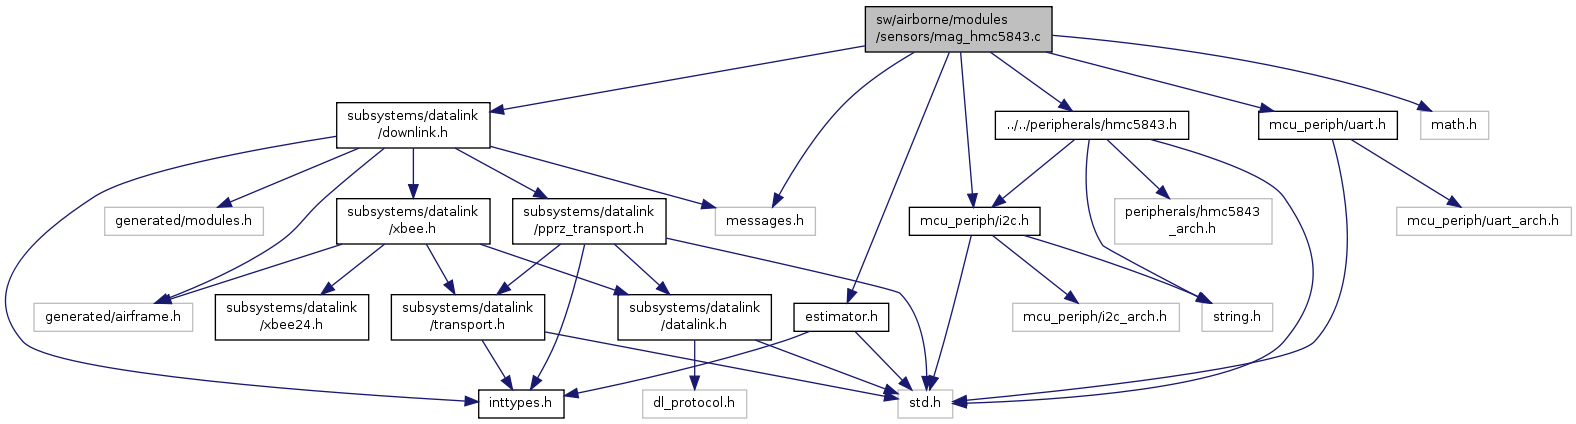 sw/airborne/modules
/sensors/mag_hmc5843.c
subsystems/datalink
/downlink.h
../../peripherals/hmc5843.h
mcu_periph/uart.h
math.h
generated/modules.h
subsystems/datalink
/xbee.h
subsystems/datalink
/pprz_transport.h
messages.h
mcu_periph/i2c.h
peripherals/hmc5843
_arch.h
mcu_periph/uart_arch.h
generated/airframe.h
subsystems/datalink
/xbee24.h
subsystems/datalink
/transport.h
subsystems/datalink
/datalink.h
estimator.h
mcu_periph/i2c_arch.h
string.h
inttypes.h
dl_protocol.h
std.h